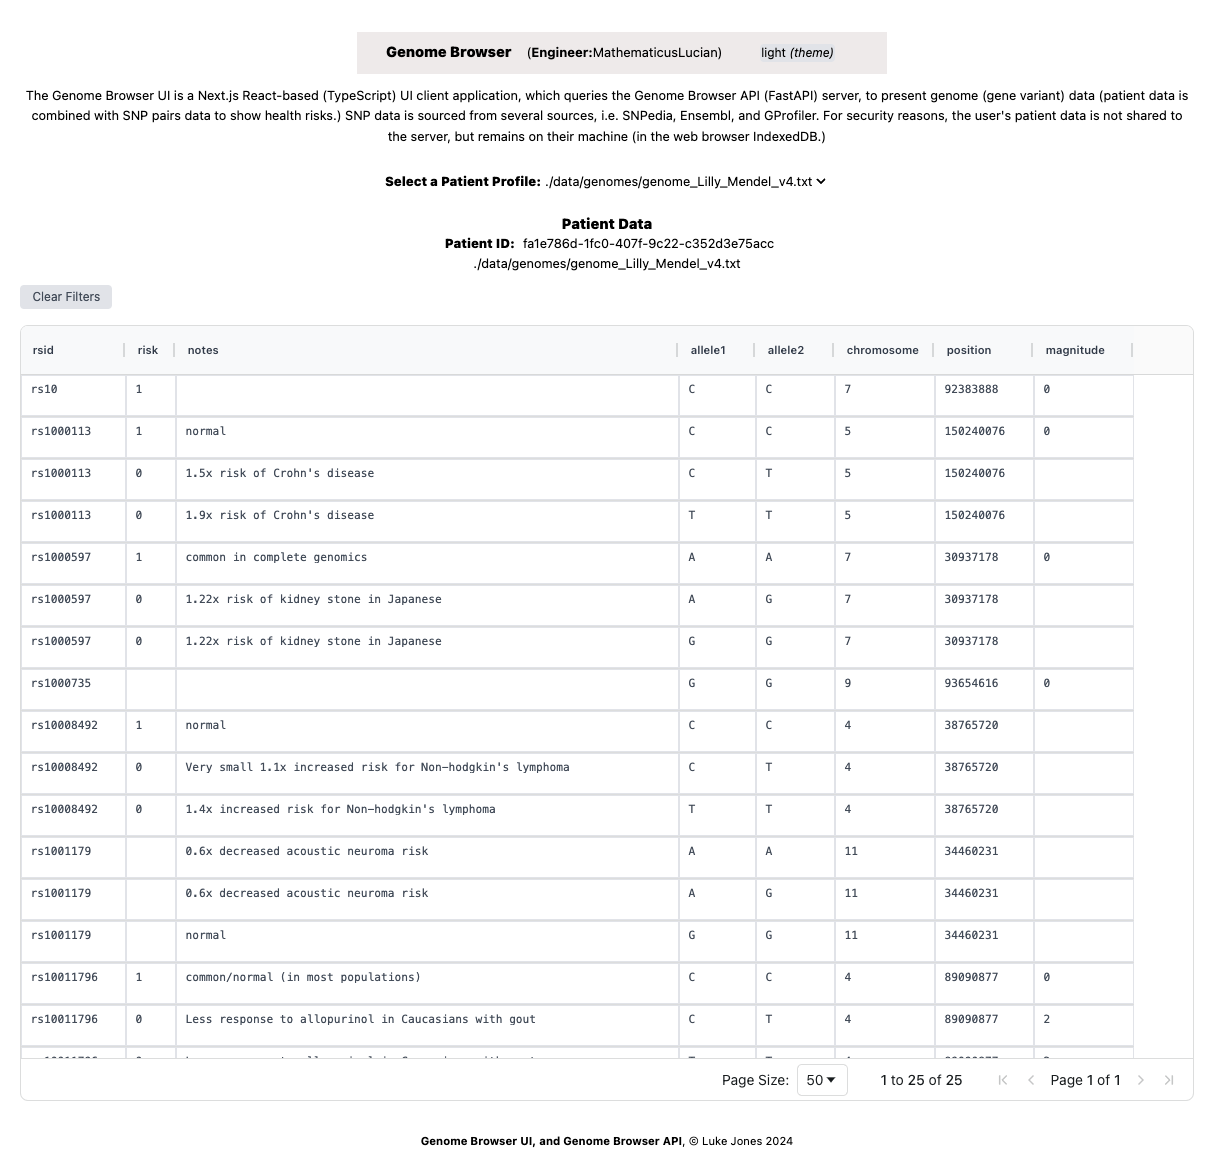 Genome Browser (Engineer:MathematicusLucian) light (theme)
The Genome Browser UI is a Next.js React-based (TypeScript) UI client application, which queries the Genome Browser API (FastAPI) server, to present genome (gene variant) data (patient data is
combined with SNP pairs data to show health risks.) SNP data is sourced from several sources, i.e. SNPedia, Ensembl, and GProfiler. For security reasons, the user's patient data is not shared to
the server, but remains on their machine (in the web browser IndexedDB.)
Select a Patient Profile: ./data/genomes/genome_Lilly_Mendel_v4.txt
Patient Data
Patient ID: fa1e786d-1fc0-407f-9c22-c352d3e75acc
./data/genomes/genome_Lilly_Mendel_v4.txt
Clear Filters
rsid risk notes allele1 allele2 chromosome position magnitude
rs10 1 C C 7 92383888 0
rs1000113 1 normal C C 5 150240076 0
rs1000113 0 1.5x risk of Crohn's disease C T 5 150240076
rs1000113 0 1.9x risk of Crohn's disease T T 5 150240076
rs1000597 1 common in complete genomics A A 7 30937178 0
rs1000597 0 1.22x risk of kidney stone in Japanese A G 7 30937178
rs1000597 0 1.22x risk of kidney stone in Japanese G G 7 30937178
rs1000735 G G 9 93654616 0
rs10008492 1 normal C C 4 38765720
rs10008492 0 Very small 1.1x increased risk for Non-hodgkin's lymphoma C T 4 38765720
rs10008492 0 1.4x increased risk for Non-hodgkin's lymphoma T T 4 38765720
rs1001179 0.6x decreased acoustic neuroma risk A A 11 34460231
rs1001179 0.6x decreased acoustic neuroma risk A G 11 34460231
rs1001179 normal G G 11 34460231
rs10011796 1 common/normal (in most populations) C C 4 89090877 0
rs10011796 0 Less response to allopurinol in Caucasians with gout C T 4 89090877 2
Page Size: 50 1 to 25 of 25 Page 1 of 1
Genome Browser UI, and Genome Browser API, © Luke Jones 2024